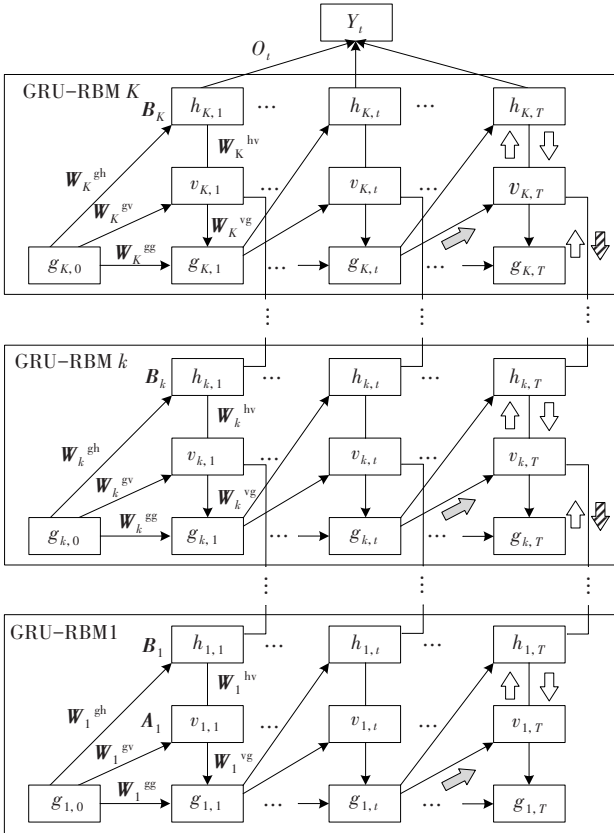 Y_t
O_t
GRU-RBM K
B_K h_{K,1} … h_{K,t} … h_{K,T}
W_K^{hv}
W_K^{gh}
v_{K,1} … v_{K,t} … v_{K,T}
W_K^{gv}
W_K^{vg}
W_K^{gg}
g_{K,0} g_{K,1} … g_{K,t} … g_{K,T}
⋮ ⋮ ⋮
GRU-RBM k
B_k h_{k,1} … h_{k,t} … h_{k,T}
W_k^{hv}
W_k^{gh}
v_{k,1} … v_{k,t} … v_{k,T}
W_k^{gv}
W_k^{vg}
W_k^{gg}
g_{k,0} g_{k,1} … g_{k,t} … g_{k,T}
⋮ ⋮ ⋮
GRU-RBM1
B_1 h_{1,1} … h_{1,t} … h_{1,T}
W_1^{hv}
W_1^{gh}
A_1 v_{1,1} … v_{1,t} … v_{1,T}
W_1^{gv}
W_1^{vg}
W_1^{gg}
g_{1,0} g_{1,1} … g_{1,t} … g_{1,T}